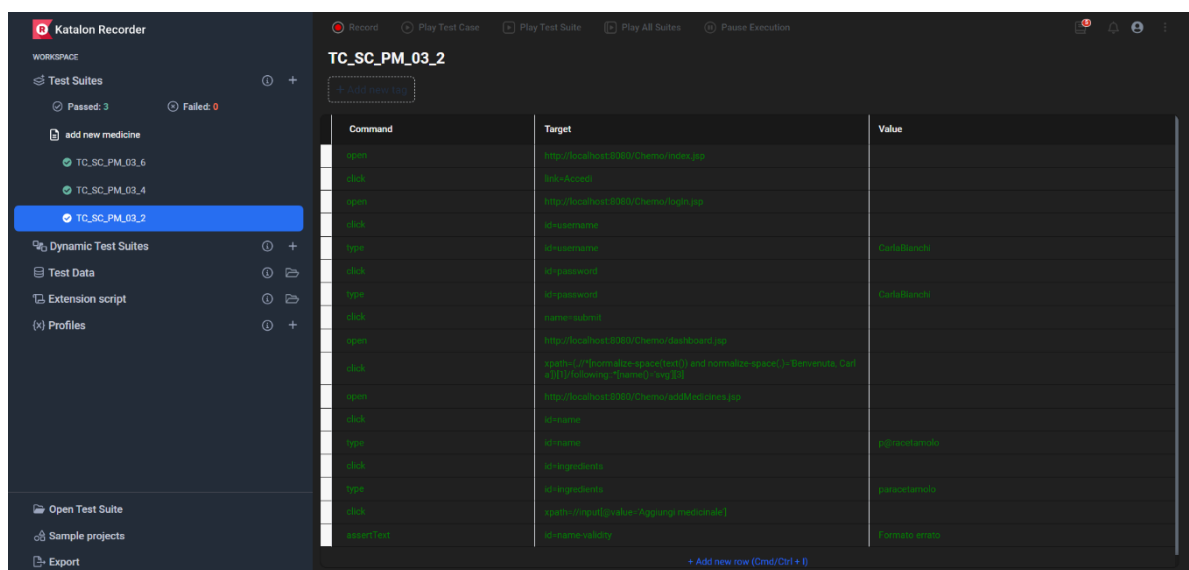 Katalon Recorder
Record
Play Test Case
Play Test Suite
Play All Suites
Pause Execution
WORKSPACE
TC_SC_PM_03_2
Test Suites
+
+ Add new tag
Passed: 3
Failed: 0
add new medicine
TC_SC_PM_03_6
TC_SC_PM_03_4
TC_SC_PM_03_2
Dynamic Test Suites
+
Test Data
Extension script
{x} Profiles
+
Open Test Suite
Sample projects
Export
Command Target Value
open http://localhost:8080/Chemo/index.jsp
click link=Accedi
open http://localhost:8080/Chemo/login.jsp
click id=username
type id=username CarlaBianchi
click id=password
type id=password CarlaBianchi
click name=submit
open http://localhost:8080/Chemo/dashboard.jsp
click xpath=(.//*[normalize-space(text()) and normalize-space(.)='Benvenuta, Carl
a'])[1]/following::*[name()='svg'][3]
open http://localhost:8080/Chemo/addMedicines.jsp
click id=name
type id=name p@racetamolo
click id=ingredients
type id=ingredients paracetamolo
click xpath=//input[@value='Aggiungi medicinale']
assertText id=name-validity Formato errato
+ Add new row (Cmd/Ctrl + I)